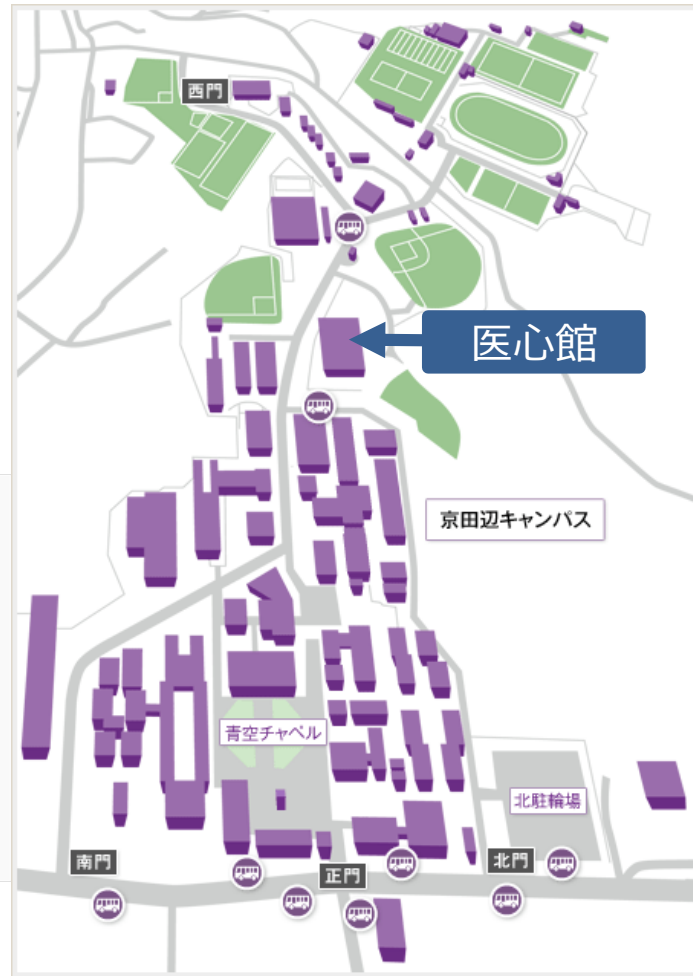 西門
医心館
京田辺キャンパス
青空チャペル
北駐輪場
南門
正門
北門